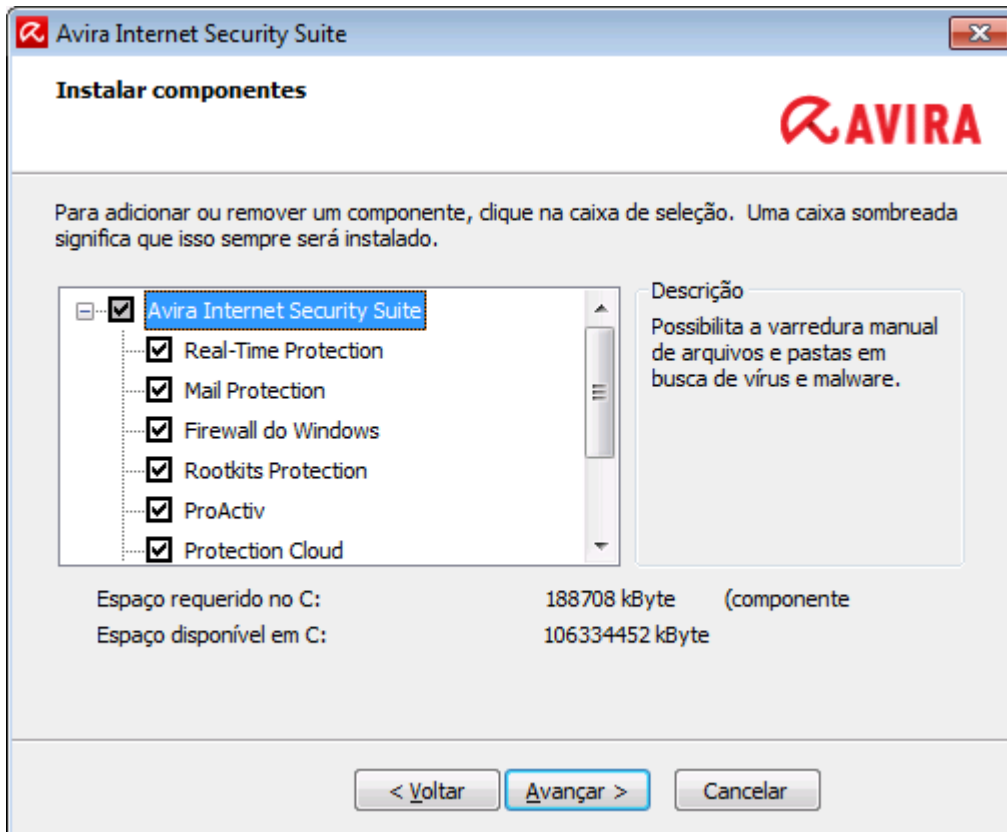 Avira Internet Security Suite
Instalar componentes
AVIRA
Para adicionar ou remover um componente, clique na caixa de seleção. Uma caixa sombreada
significa que isso sempre será instalado.
Avira Internet Security Suite
Real-Time Protection
Mail Protection
Firewall do Windows
Rootkits Protection
ProActiv
Protection Cloud
Descrição
Possibilita a varredura manual
de arquivos e pastas em
busca de vírus e malware.
Espaço requerido no C: 188708 kByte (componente
Espaço disponível em C: 106334452 kByte
< Voltar Avançar > Cancelar